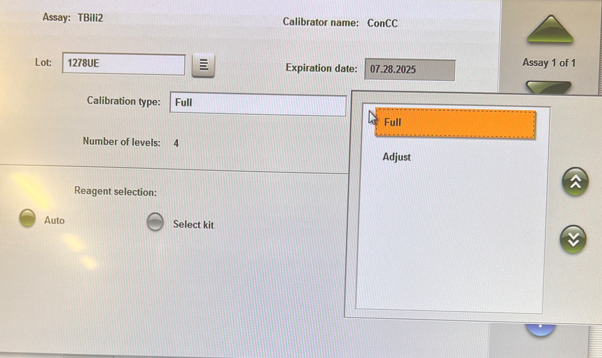 Assay: TBili2
Calibrator name: ConCC
Lot: 1278UE
Expiration date: 07.28.2025
Assay 1 of 1
Calibration type: Full
Full
Adjust
Number of levels: 4
Reagent selection:
Auto
Select kit